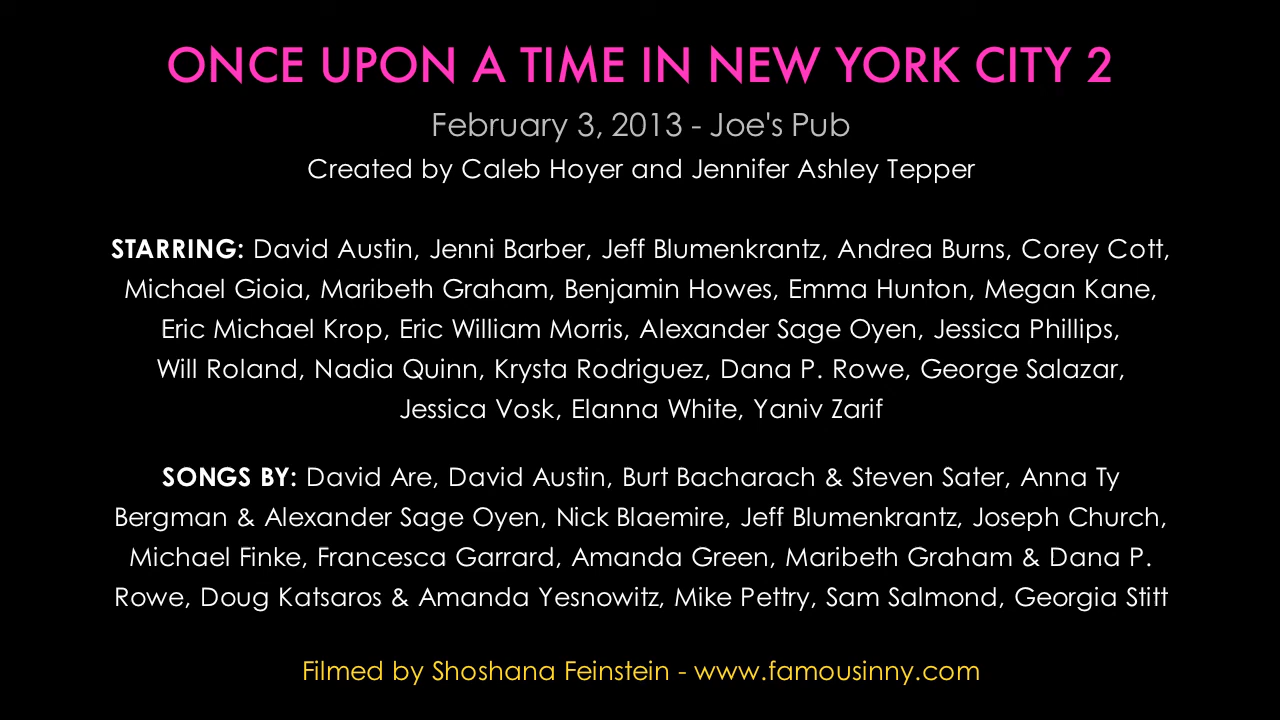 ONCE UPON A TIME IN NEW YORK CITY 2
February 3, 2013 - Joe's Pub
Created by Caleb Hoyer and Jennifer Ashley Tepper
STARRING: David Austin, Jenni Barber, Jeff Blumenkrantz, Andrea Burns, Corey Cott,
Michael Gioia, Maribeth Graham, Benjamin Howes, Emma Hunton, Megan Kane,
Eric Michael Krop, Eric William Morris, Alexander Sage Oyen, Jessica Phillips,
Will Roland, Nadia Quinn, Krysta Rodriguez, Dana P. Rowe, George Salazar,
Jessica Vosk, Elanna White, Yaniv Zarif
SONGS BY: David Are, David Austin, Burt Bacharach & Steven Sater, Anna Ty
Bergman & Alexander Sage Oyen, Nick Blaemire, Jeff Blumenkrantz, Joseph Church,
Michael Finke, Francesca Garrard, Amanda Green, Maribeth Graham & Dana P.
Rowe, Doug Katsaros & Amanda Yesnowitz, Mike Pettry, Sam Salmond, Georgia Stitt
Filmed by Shoshana Feinstein - www.famousinny.com